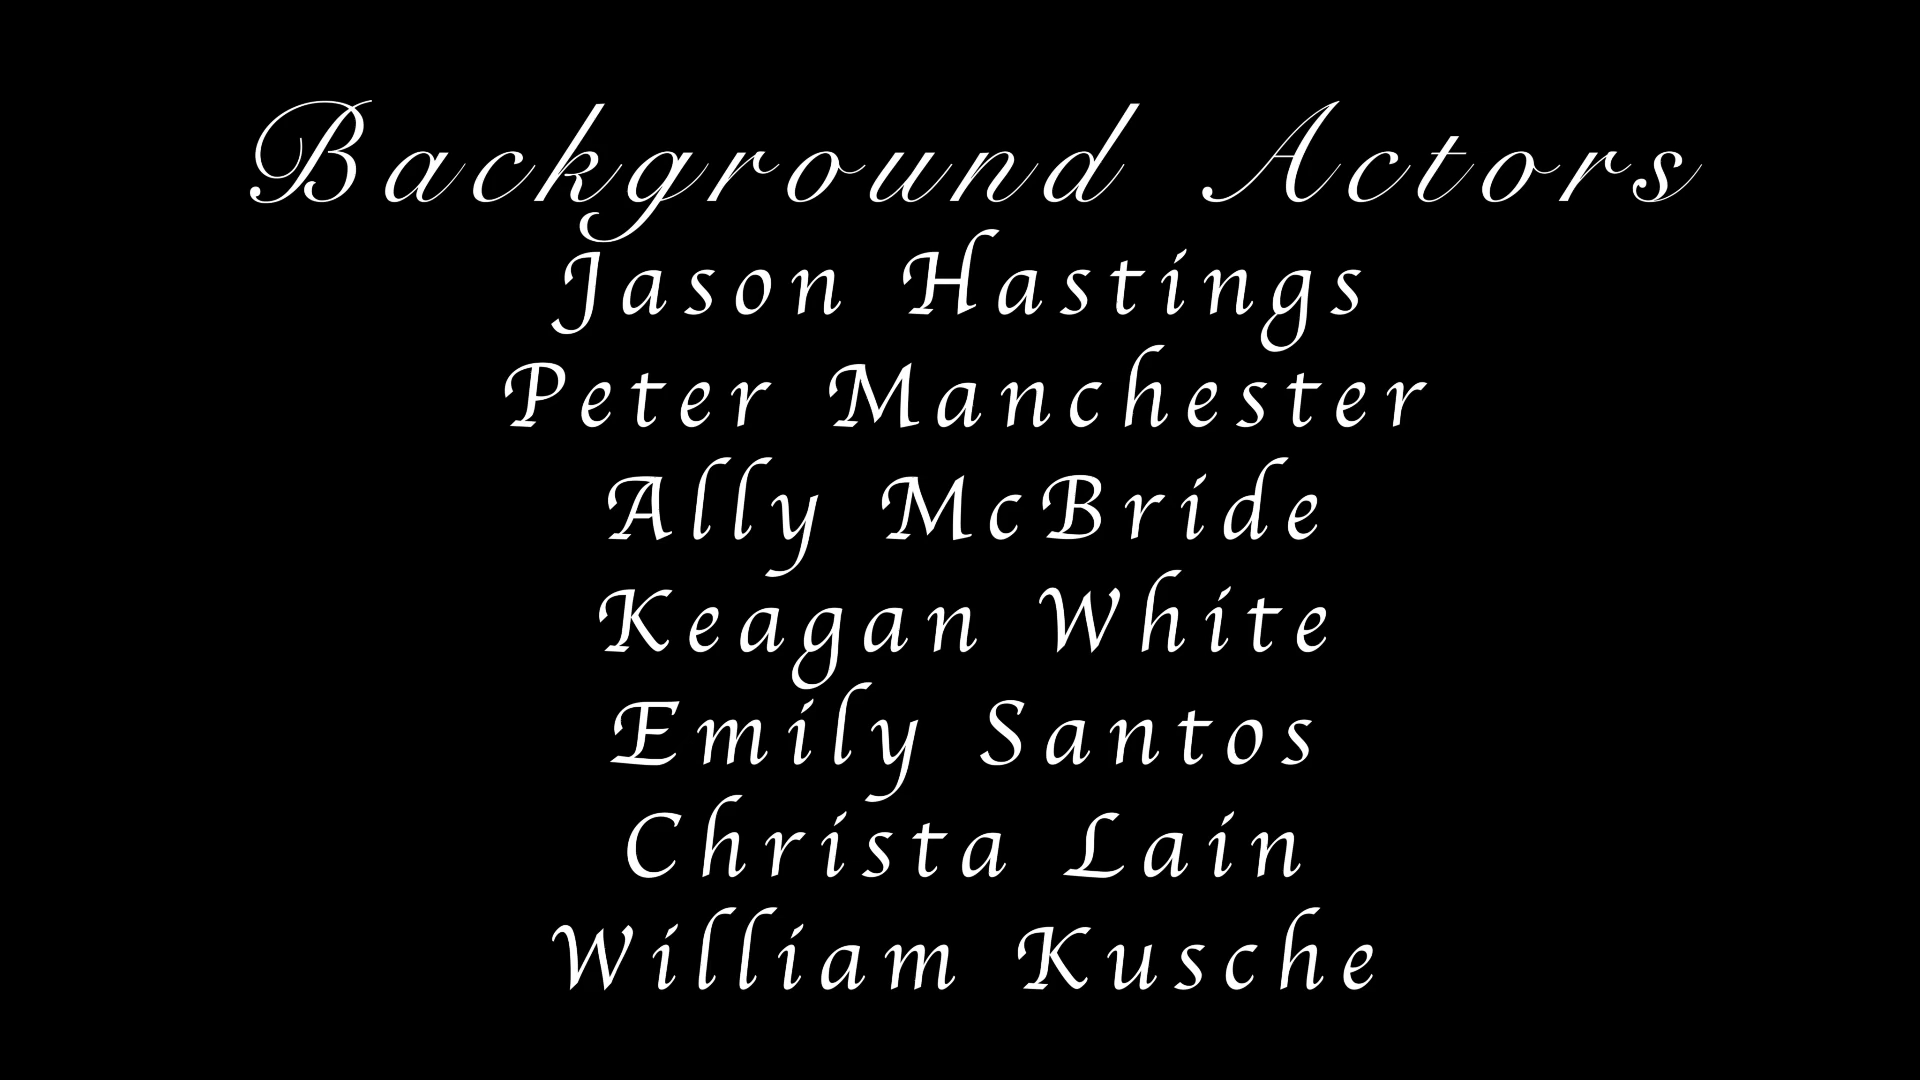 Background Actors
Jason Hastings
Peter Manchester
Ally McBride
Keagan White
Emily Santos
Christa Lain
William Kusche